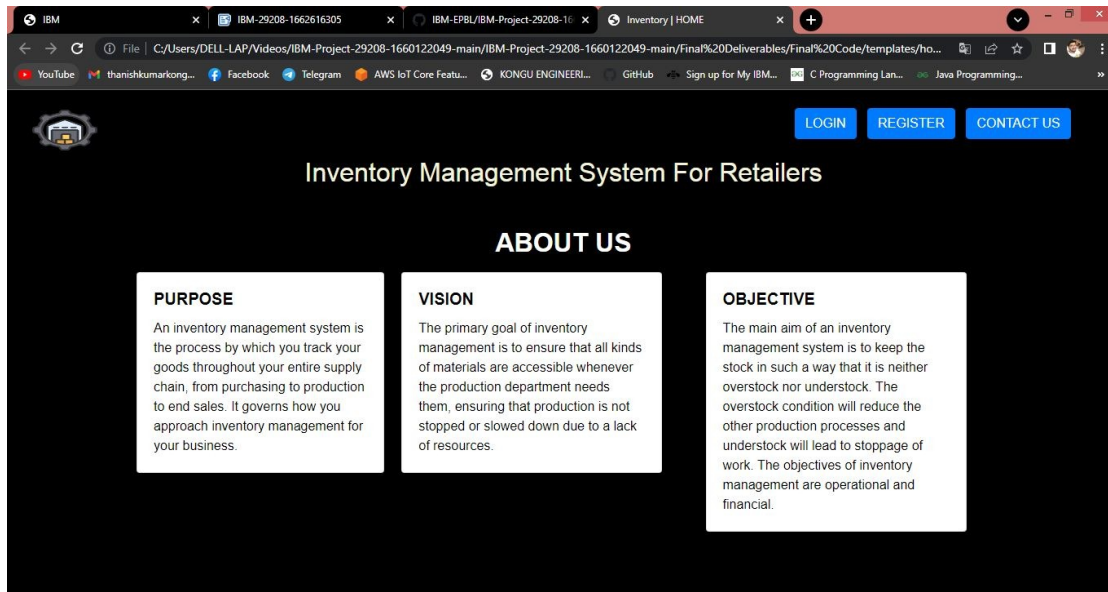 IBM
IBM-29208-1662616305
IBM-EPBL/IBM-Project-29208-16
Inventory | HOME
File | C:/Users/DELL-LAP/Videos/IBM-Project-29208-1660122049-main/IBM-Project-29208-1660122049-main/Final%20Deliverables/Final%20Code/templates/ho...
YouTube
thanishkumarkong...
Facebook
Telegram
AWS IoT Core Featu...
KONGU ENGINEERI...
GitHub
Sign up for My IBM...
C Programming Lan...
Java Programming...
LOGIN
REGISTER
CONTACT US
Inventory Management System For Retailers
ABOUT US
PURPOSE
An inventory management system is
the process by which you track your
goods throughout your entire supply
chain, from purchasing to production
to end sales. It governs how you
approach inventory management for
your business.
VISION
The primary goal of inventory
management is to ensure that all kinds
of materials are accessible whenever
the production department needs
them, ensuring that production is not
stopped or slowed down due to a lack
of resources.
OBJECTIVE
The main aim of an inventory
management system is to keep the
stock in such a way that it is neither
overstock nor understock. The
overstock condition will reduce the
other production processes and
understock will lead to stoppage of
work. The objectives of inventory
management are operational and
financial.